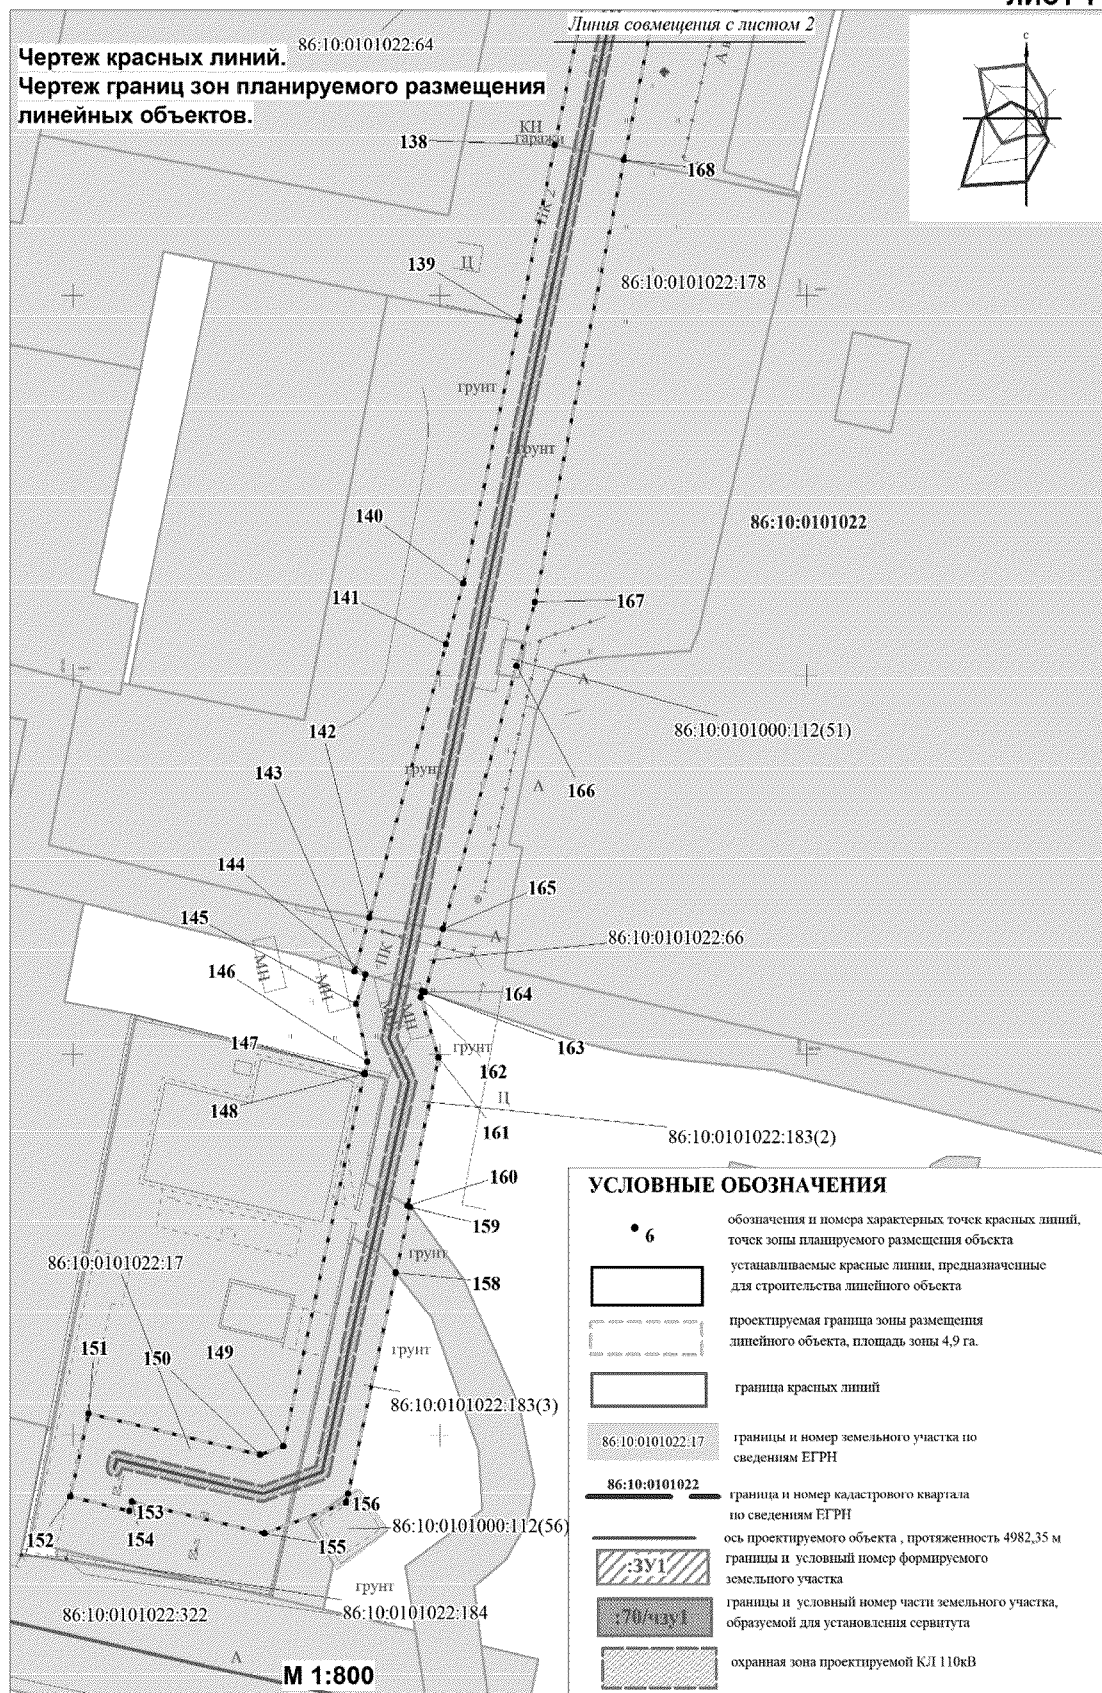 ЛИСТ 1
Линия совмещения с листом 2
86:10:0101022:64
Чертеж красных линий.
Чертеж границ зон планируемого размещения
линейных объектов.
с
КН
гаражи
138
168
ПК 2
139
Ц
86:10:0101022:178
грунт
грунт
140
86:10:0101022
141
167
А
142
86:10:0101000:112(51)
143
грунт
А
166
144
165
145
86:10:0101022:66
А
ПК 1
146
МН
МН
МН
164
147
163
грунт
162
148
Ц
161
86:10:0101022:183(2)
160
159
86:10:0101022:17
грунт
158
151
150
149
грунт
86:10:0101022:183(3)
153
156
152
154
155
86:10:0101000:112(56)
грунт
86:10:0101022:322
86:10:0101022:184
А
М 1:800
УСЛОВНЫЕ ОБОЗНАЧЕНИЯ
6
обозначения и номера характерных точек красных линий,
точек зоны планируемого размещения объекта
устанавливаемые красные линии, предназначенные
для строительства линейного объекта
проектируемая граница зоны размещения
линейного объекта, площадь зоны 4,9 га.
граница красных линий
86:10:0101022:17
границы и номер земельного участка по
сведениям ЕГРН
86:10:0101022
граница и номер кадастрового квартала
по сведениям ЕГРН
ось проектируемого объекта , протяженность 4982,35 м
:ЗУ1
границы и условный номер формируемого
земельного участка
:70/чзу1
границы и условный номер части земельного участка,
образуемой для установления сервитута
охранная зона проектируемой КЛ 110кВ